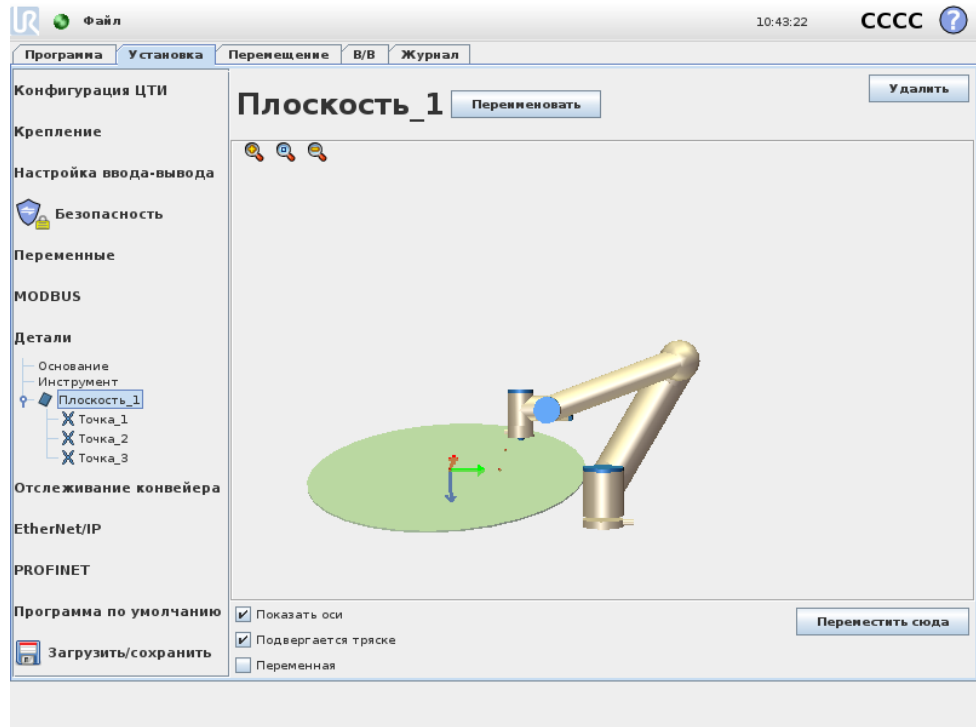 UR Файл 10:43:22 CCCC ?
Программа Установка Перемещение В/В Журнал
Конфигурация ЦТИ
Крепление
Настройка ввода-вывода
Безопасность
Переменные
MODBUS
Детали
Основание
Инструмент
Плоскость_1
Точка_1
Точка_2
Точка_3
Отслеживание конвейера
EtherNet/IP
PROFINET
Программа по умолчанию
Загрузить/сохранить
Плоскость_1 Переименовать Удалить
Показать оси
Подвергается тряске
Переменная
Переместить сюда